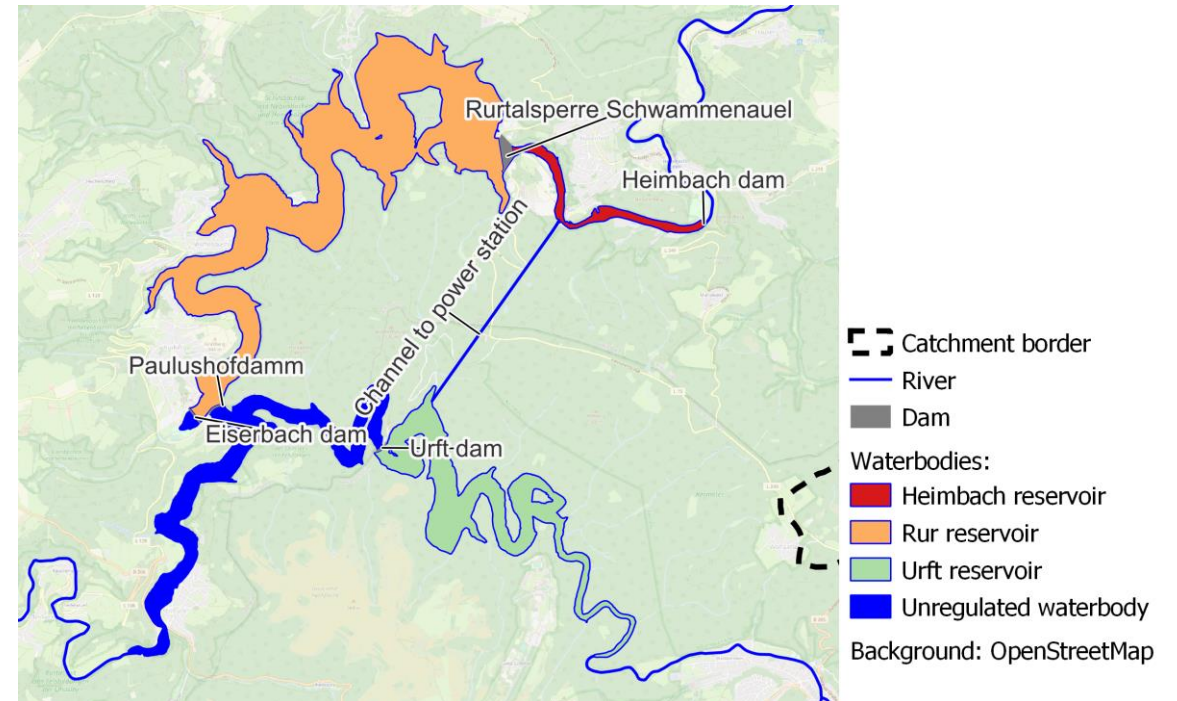 Rurtalsperre Schwammenauel
Heimbach dam
Channel to power station
Paulushofdamm
Eiserbach dam
Urft-dam
Catchment border
River
Dam
Waterbodies:
Heimbach reservoir
Rur reservoir
Urft reservoir
Unregulated waterbody
Background: OpenStreetMap